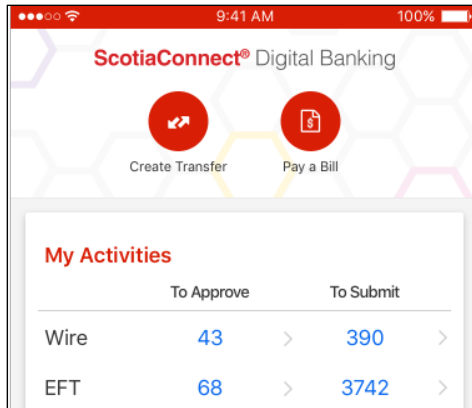 9:41 AM 100%
ScotiaConnect® Digital Banking
Create Transfer Pay a Bill
My Activities
To Approve To Submit
Wire 43 390
EFT 68 3742